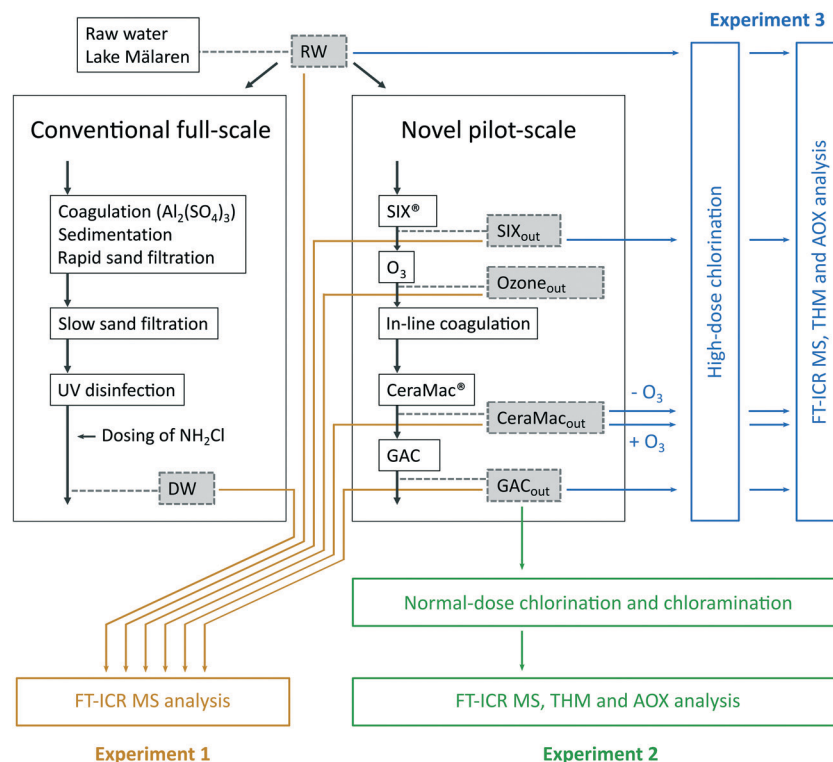 Experiment 3
Raw water
Lake Mälaren
RW
Conventional full-scale
Novel pilot-scale
Coagulation (Al₂(SO₄)₃)
Sedimentation
Rapid sand filtration
Slow sand filtration
UV disinfection
Dosing of NH₂Cl
DW
SIX®
SIXout
O₃
Ozoneout
In-line coagulation
CeraMac®
CeraMacout
- O₃
+ O₃
GAC
GACout
High-dose chlorination
FT-ICR MS, THM and AOX analysis
Normal-dose chlorination and chloramination
FT-ICR MS analysis
FT-ICR MS, THM and AOX analysis
Experiment 1
Experiment 2